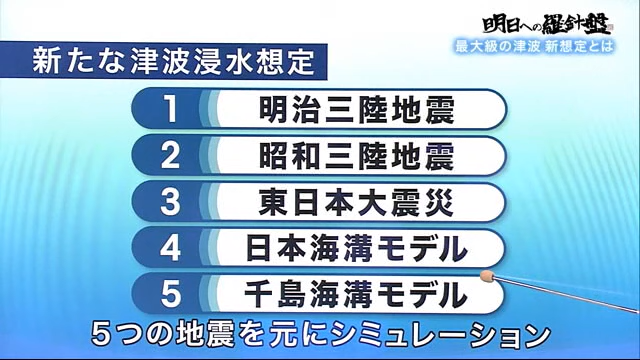 明日への羅針盤
最大級の津波 新想定とは
新たな津波浸水想定
1 明治三陸地震
2 昭和三陸地震
3 東日本大震災
4 日本海溝モデル
5 千島海溝モデル
5つの地震を元にシミュレーション